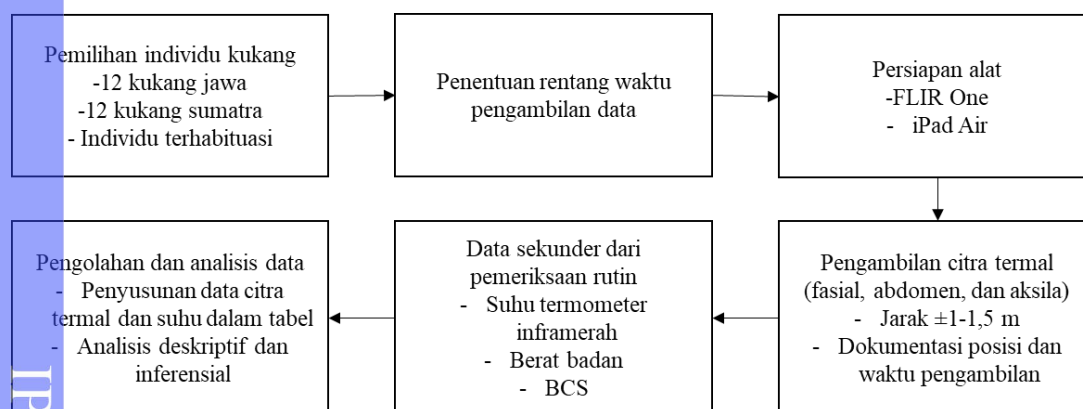 Pemilihan individu kukang
-12 kukang jawa
-12 kukang sumatra
- Individu terhabituasi
Penentuan rentang waktu
pengambilan data
Persiapan alat
-FLIR One
- iPad Air
Pengambilan citra termal
(fasial, abdomen, dan aksila)
- Jarak ±1-1,5 m
- Dokumentasi posisi dan
waktu pengambilan
Data sekunder dari
pemeriksaan rutin
- Suhu termometer
inframerah
- Berat badan
- BCS
Pengolahan dan analisis data
- Penyusunan data citra
termal dan suhu dalam tabel
- Analisis deskriptif dan
inferensial